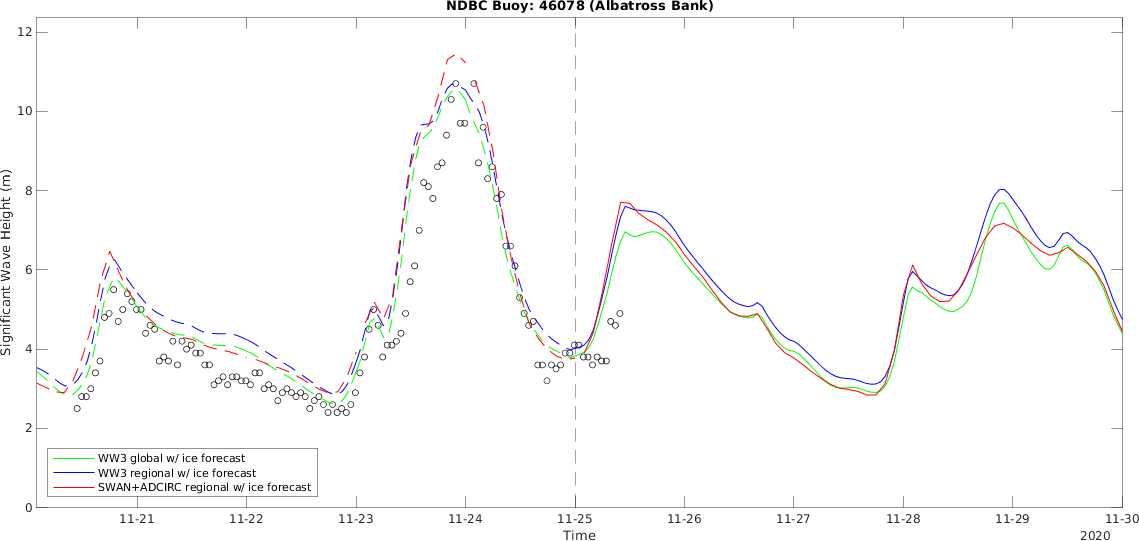 NDBC Buoy: 46078 (Albatross Bank)
Significant Wave Height (m)
12
10
8
6
4
2
0
WW3 global w/ ice forecast
WW3 regional w/ ice forecast
SWAN+ADCIRC regional w/ ice forecast
11-21 11-22 11-23 11-24 11-25 11-26 11-27 11-28 11-29 11-30
Time
2020